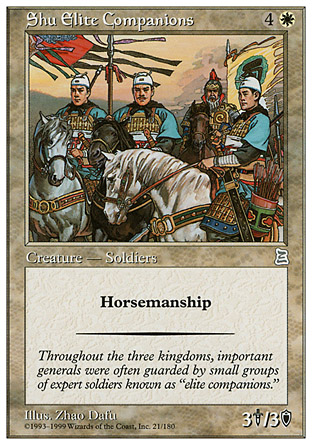 Shu Elite Companions 4
Creature — Soldiers
Horsemanship
Throughout the three kingdoms, important
generals were often guarded by small groups
of expert soldiers known as “elite companions.”
Illus. Zhao Dafu
©1993-1999 Wizards of the Coast, Inc. 21/180
3/3